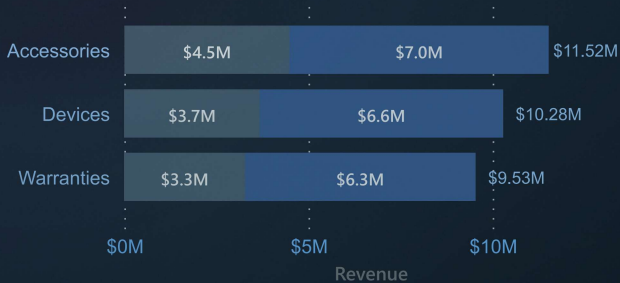 Accessories $4.5M $7.0M $11.52M
Devices $3.7M $6.6M $10.28M
Warranties $3.3M $6.3M $9.53M
$0M $5M $10M
Revenue